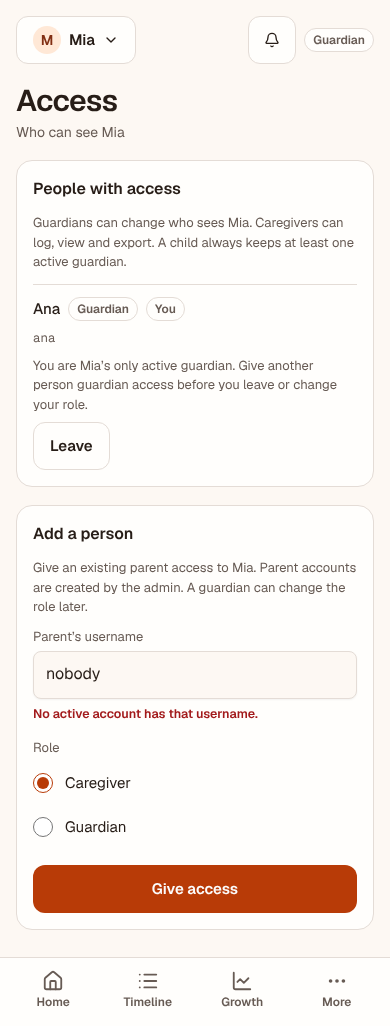 M Mia Guardian
Access
Who can see Mia
People with access
Guardians can change who sees Mia. Caregivers can
log, view and export. A child always keeps at least one
active guardian.
Ana Guardian You
ana
You are Mia's only active guardian. Give another
person guardian access before you leave or change
your role.
Leave
Add a person
Give an existing parent access to Mia. Parent accounts
are created by the admin. A guardian can change the
role later.
Parent's username
nobody
No active account has that username.
Role
Caregiver
Guardian
Give access
Home Timeline Growth More